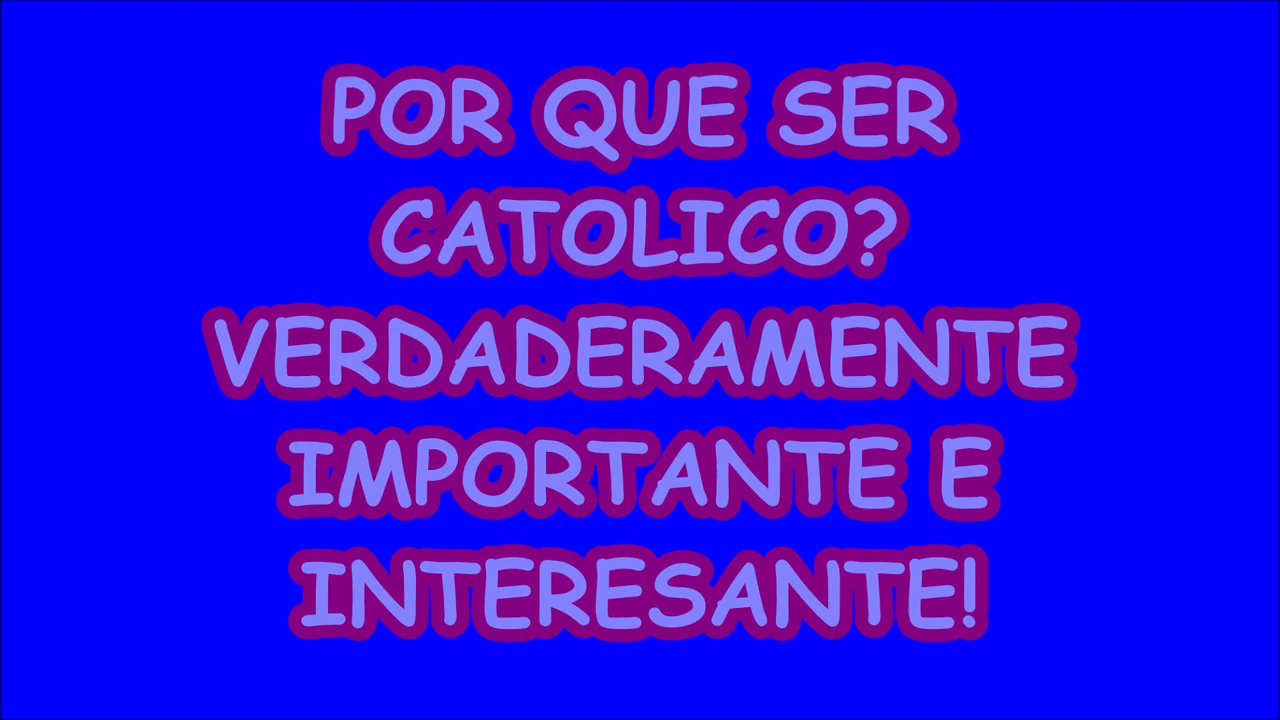 POR QUE SER
CATOLICO?
VERDADERAMENTE
IMPORTANTE E
INTERESANTE!